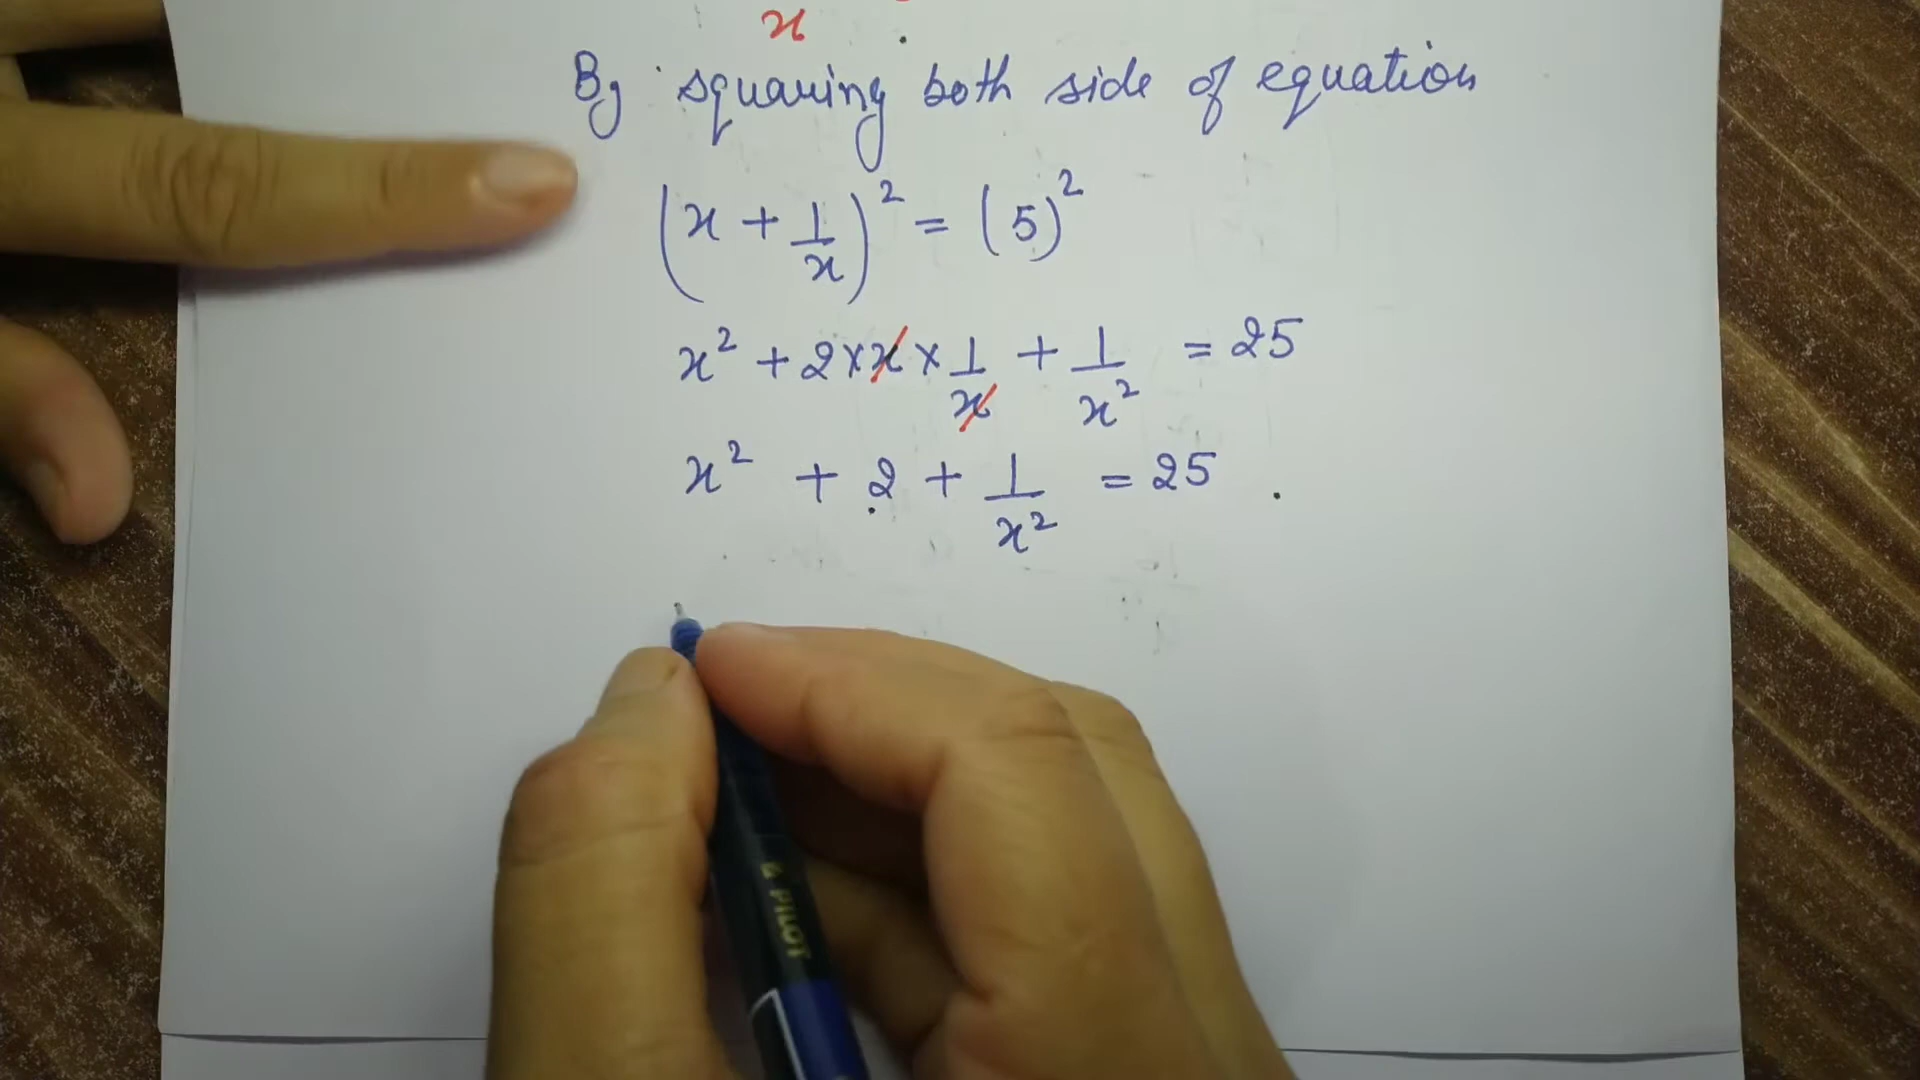 x
By squaring both side of equation
(x + 1/x)² = (5)²
x² + 2 × x × 1/x + 1/x² = 25
x² + 2 + 1/x² = 25
PILOT